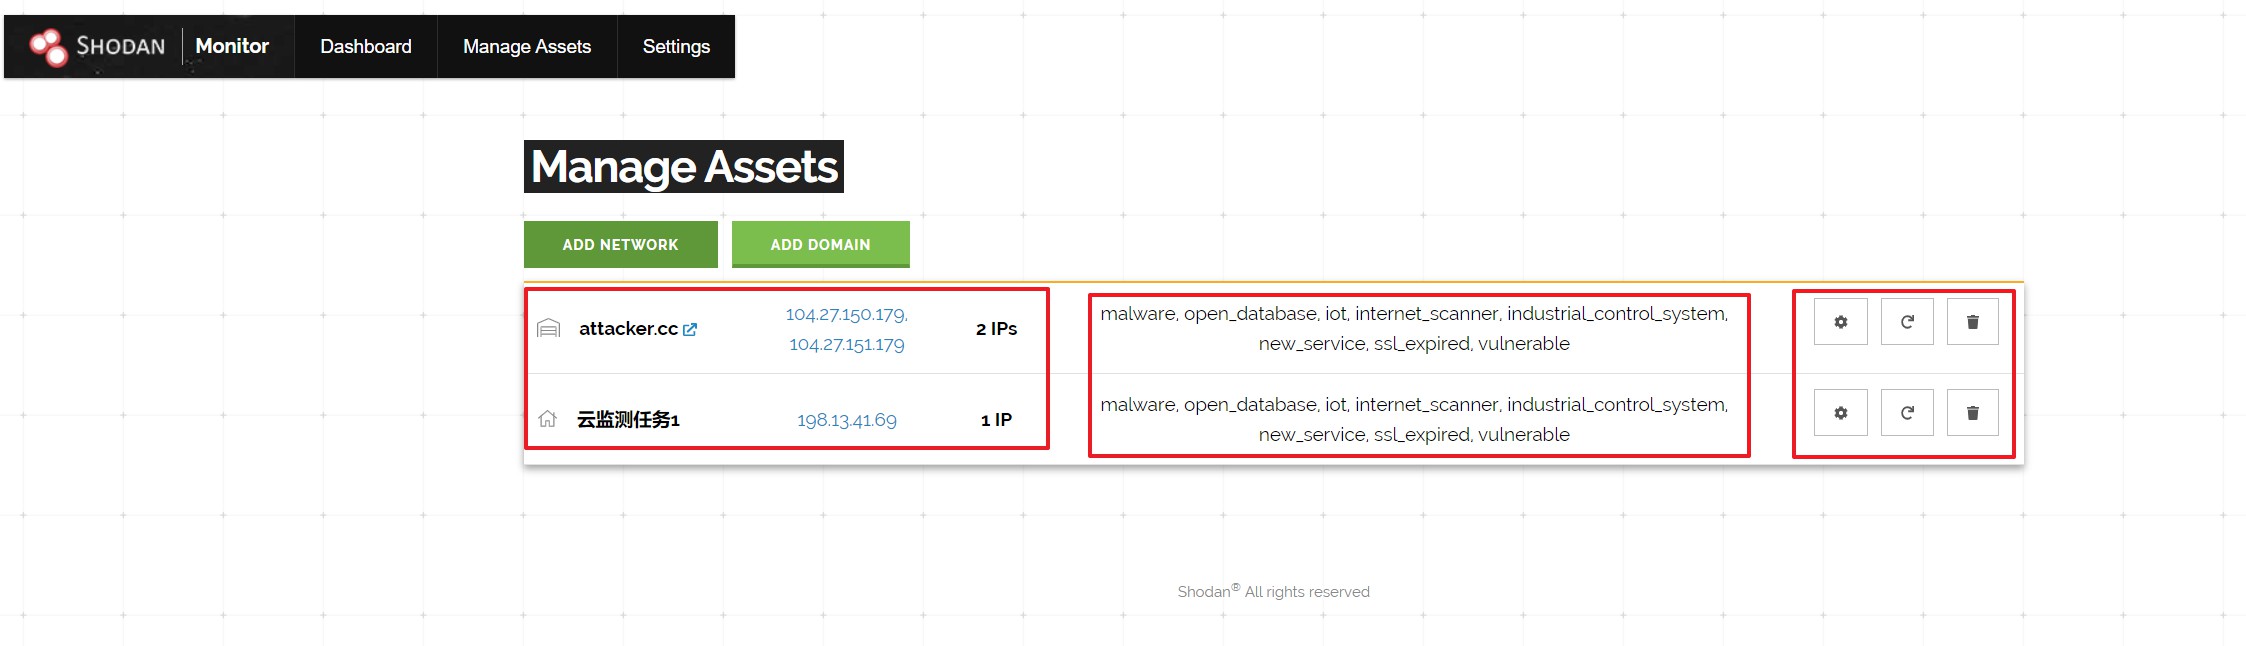 SHODAN Monitor Dashboard Manage Assets Settings
Manage Assets
ADD NETWORK ADD DOMAIN
attacker.cc 104.27.150.179, 104.27.151.179 2 IPs malware, open_database, iot, internet_scanner, industrial_control_system,
new_service, ssl_expired, vulnerable
云监测任务1 198.13.41.69 1 IP malware, open_database, iot, internet_scanner, industrial_control_system,
new_service, ssl_expired, vulnerable
Shodan® All rights reserved